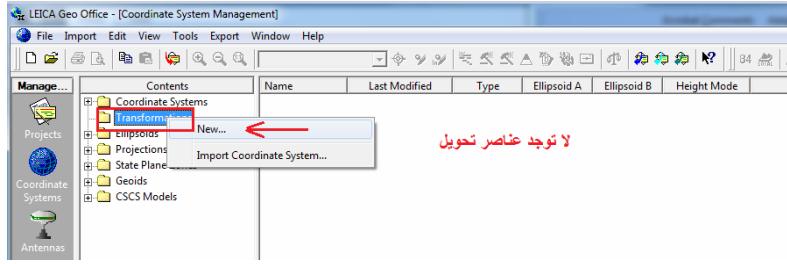 LEICA Geo Office - [Coordinate System Management]
File Import Edit View Tools Export Window Help
Manage...
Contents
Name Last Modified Type Ellipsoid A Ellipsoid B Height Mode
Coordinate Systems
Transformations
New...
Ellipsoids
Projections
Import Coordinate System...
State Plane Zones
Geoids
CSCS Models
لا توجد عناصر تحويل
Projects
Coordinate
Systems
Antennas